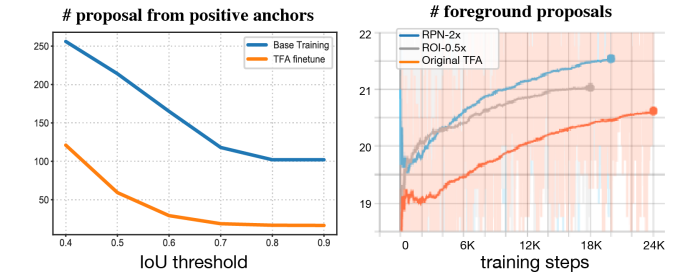 # proposal from positive anchors
250
200
150
100
50
0.4 0.5 0.6 0.7 0.8 0.9
IoU threshold
Base Training
TFA finetune
# foreground proposals
22
21
20
19
0 6K 12K 18K 24K
training steps
RPN-2x
ROI-0.5x
Original TFA